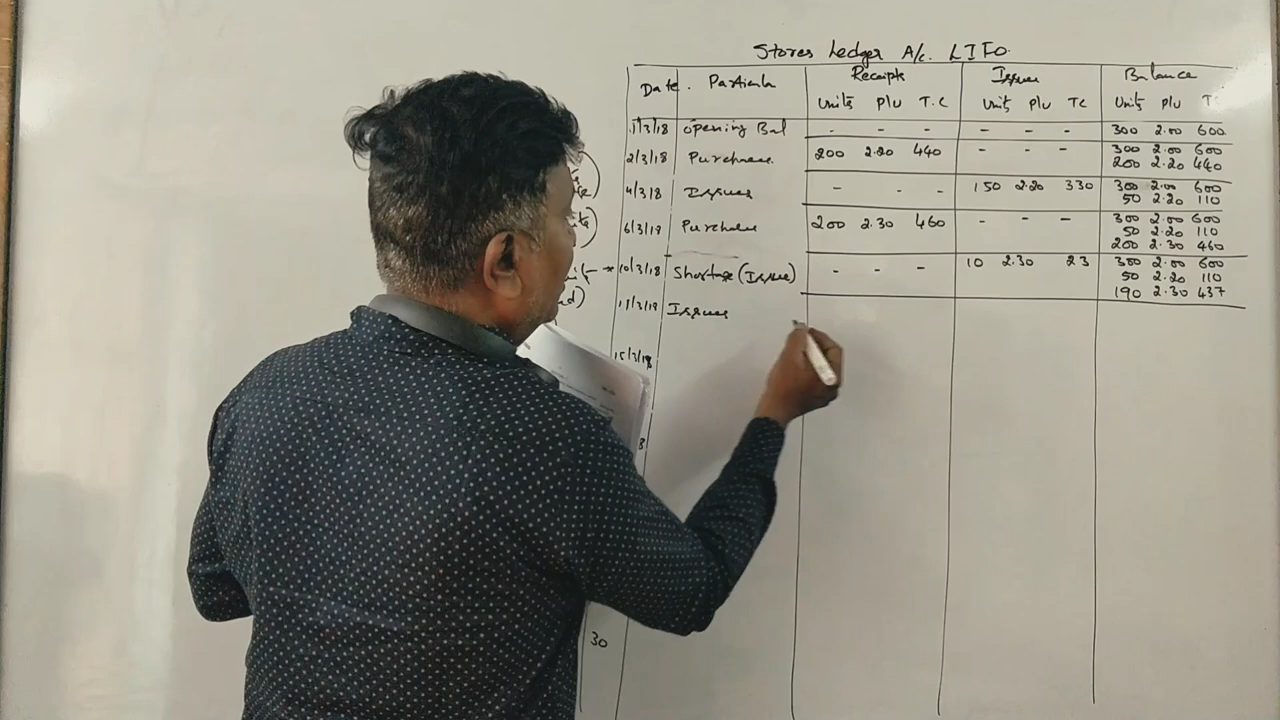 Stores Ledger A/c. LIFO.
Date. Particular Receipts Issues Balance
Units P/U T.C Units P/U TC Units P/U T
1/3/18 Opening Bal - - - - - - 300 2.00 600
2/3/18 Purchases 200 2.20 440 - - - 300 2.00 600
200 2.20 440
4/3/18 Issues - - - 150 2.20 330 300 2.00 600
50 2.20 110
6/3/18 Purchases 200 2.30 460 - - - 300 2.00 600
50 2.20 110
200 2.30 460
10/3/18 Shortage (Issue) - - - 10 2.30 23 300 2.00 600
50 2.20 110
190 2.30 437
11/3/18 Issues
15/3/18
30